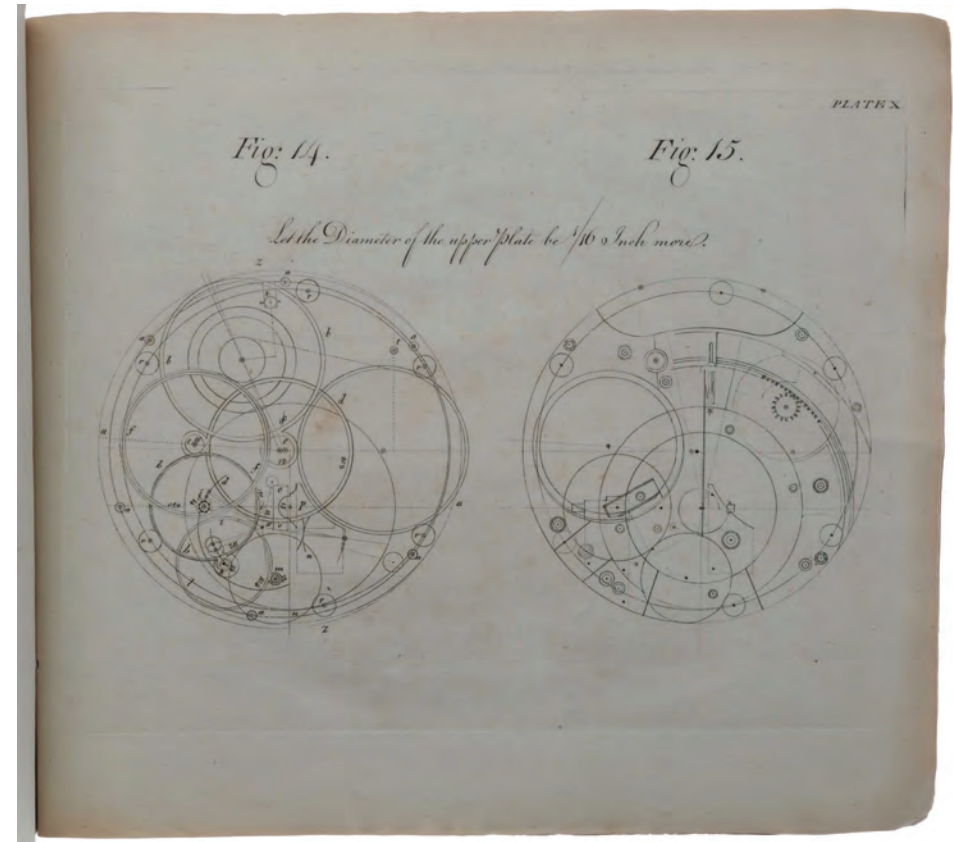 PLATE X
Fig: 14.
Fig: 15.
Let the Diameter of the upper Plate be 1/16 Inch more.